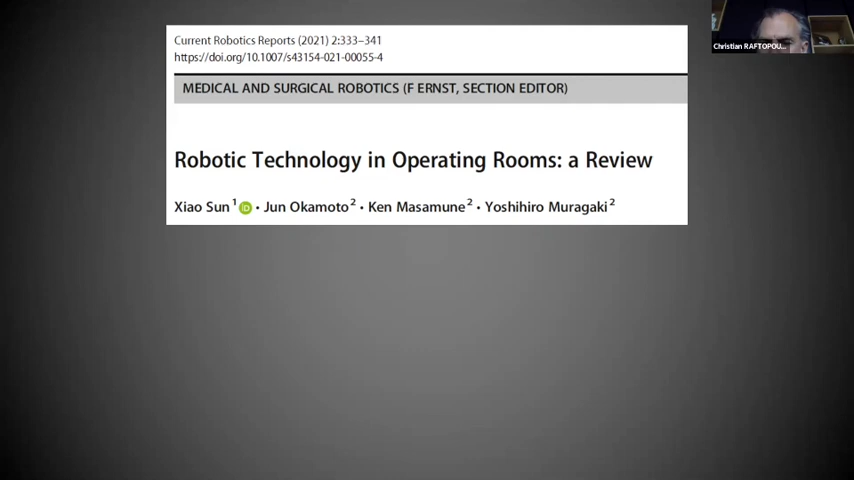 Current Robotics Reports (2021) 2:333–341
https://doi.org/10.1007/s43154-021-00055-4
MEDICAL AND SURGICAL ROBOTICS (F ERNST, SECTION EDITOR)
Robotic Technology in Operating Rooms: a Review
Xiao Sun 1 iD · Jun Okamoto 2 · Ken Masamune 2 · Yoshihiro Muragaki 2
Christian RAFTOPOU...